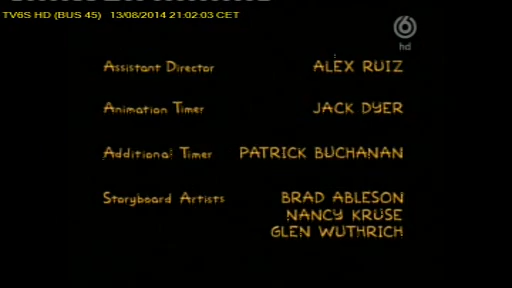 TV6S HD (BUS 45) 13/08/2014 21:02:03 CET
6
hd
Assistant Director ALEX RUIZ
Animation Timer JACK DYER
Additional Timer PATRICK BUCHANAN
Storyboard Artists BRAD ABLESON
NANCY KRUSE
GLEN WUTHRICH